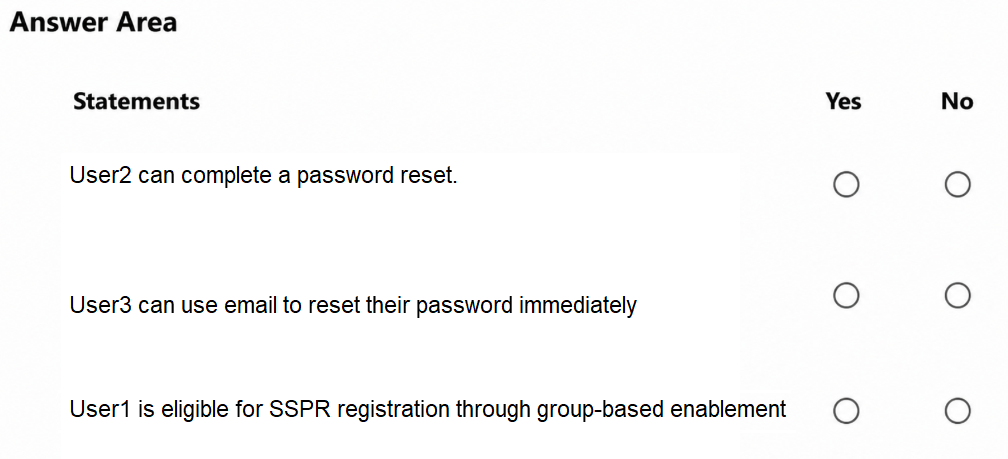 Answer Area
Statements Yes No
User2 can complete a password reset.
User3 can use email to reset their password immediately
User1 is eligible for SSPR registration through group-based enablement